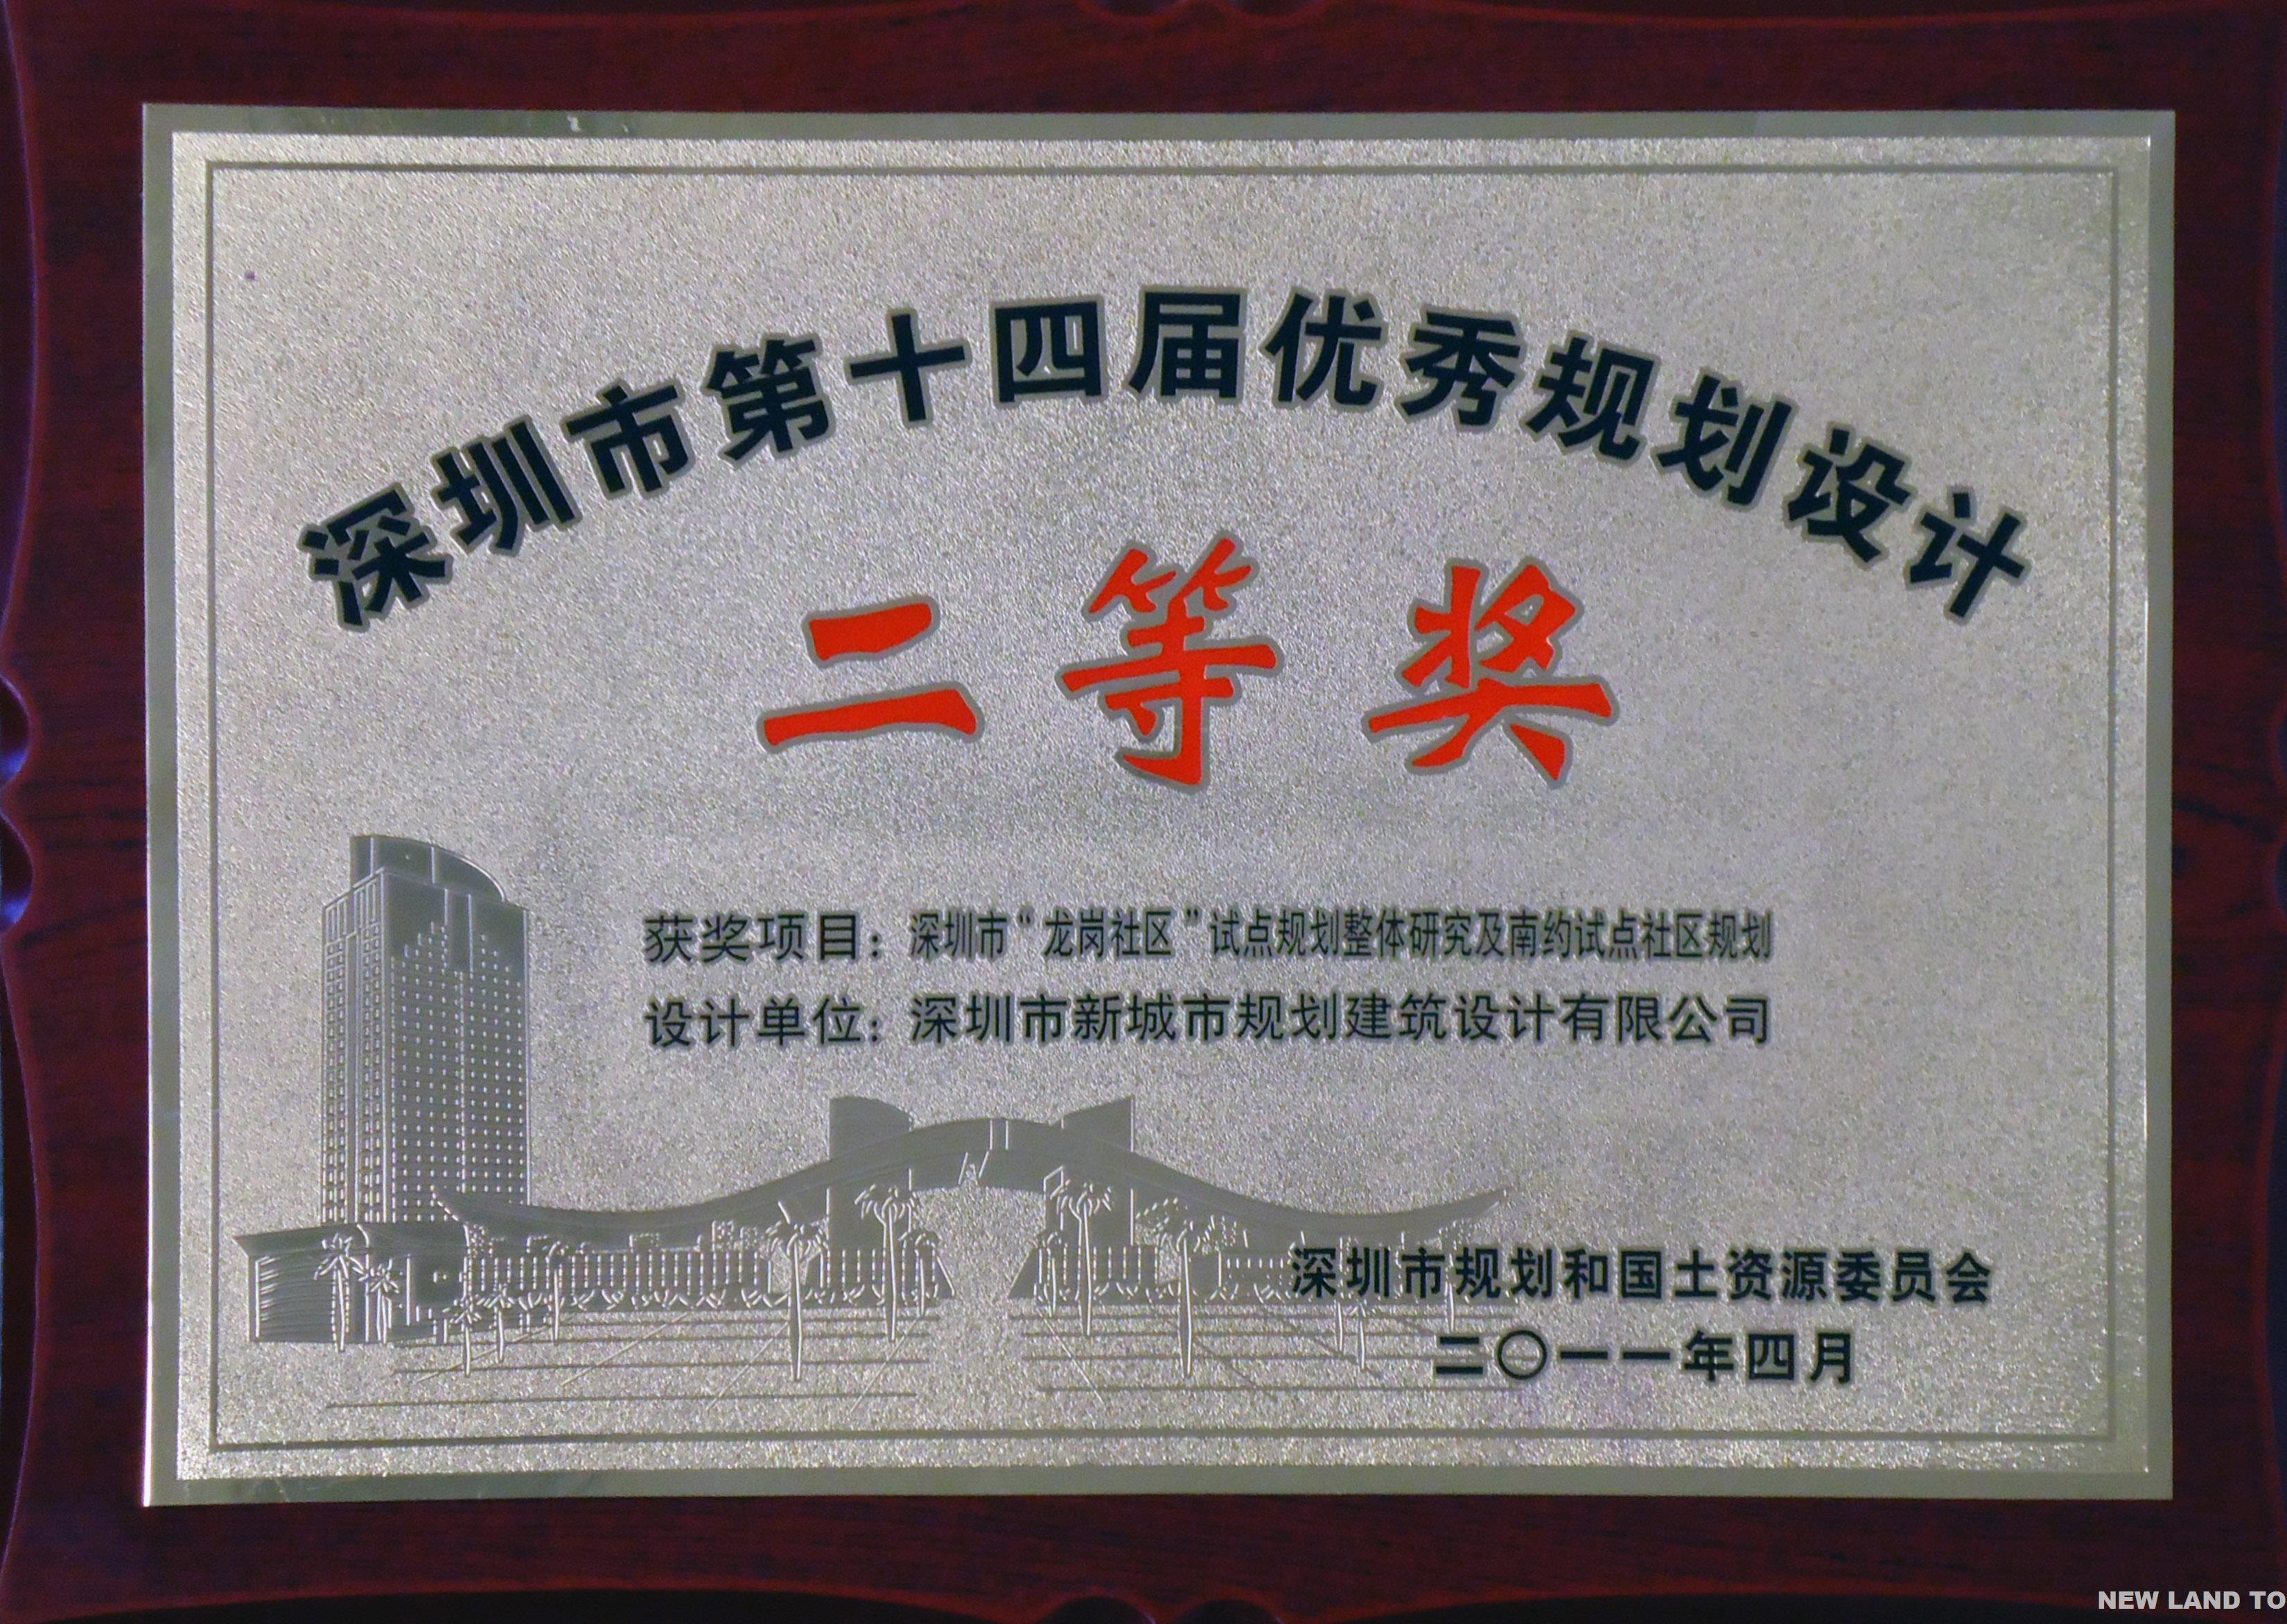 深圳市第十四届优秀规划设计
二等奖
获奖项目：深圳市“龙岗社区”试点规划整体研究及南约试点社区规划
设计单位：深圳市新城市规划建筑设计有限公司
深圳市规划和国土资源委员会
二〇一一年四月
NEW LAND TO